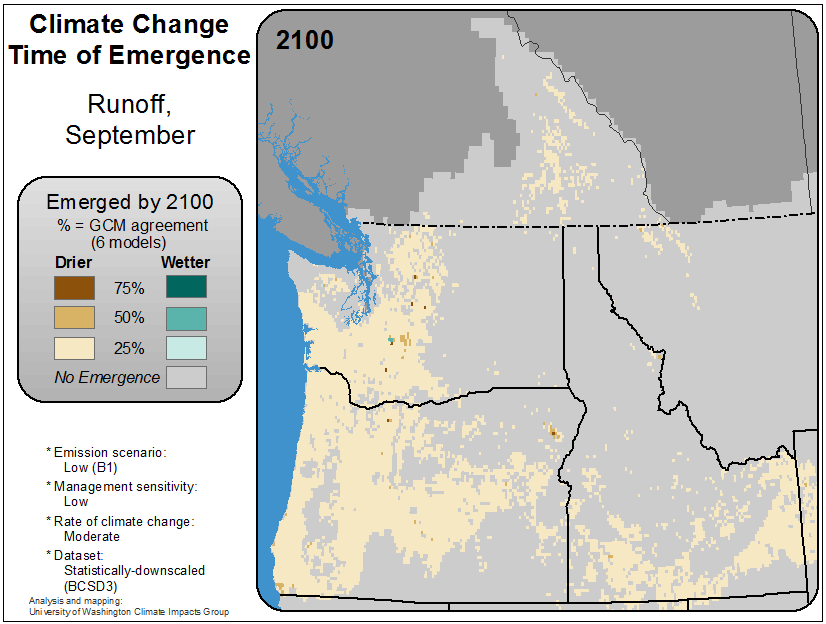 Climate Change
Time of Emergence
Runoff,
September
Emerged by 2100
% = GCM agreement
(6 models)
Drier Wetter
75%
50%
25%
No Emergence
* Emission scenario:
Low (B1)
* Management sensitivity:
Low
* Rate of climate change:
Moderate
* Dataset:
Statistically-downscaled
(BCSD3)
Analysis and mapping:
University of Washington Climate Impacts Group
2100